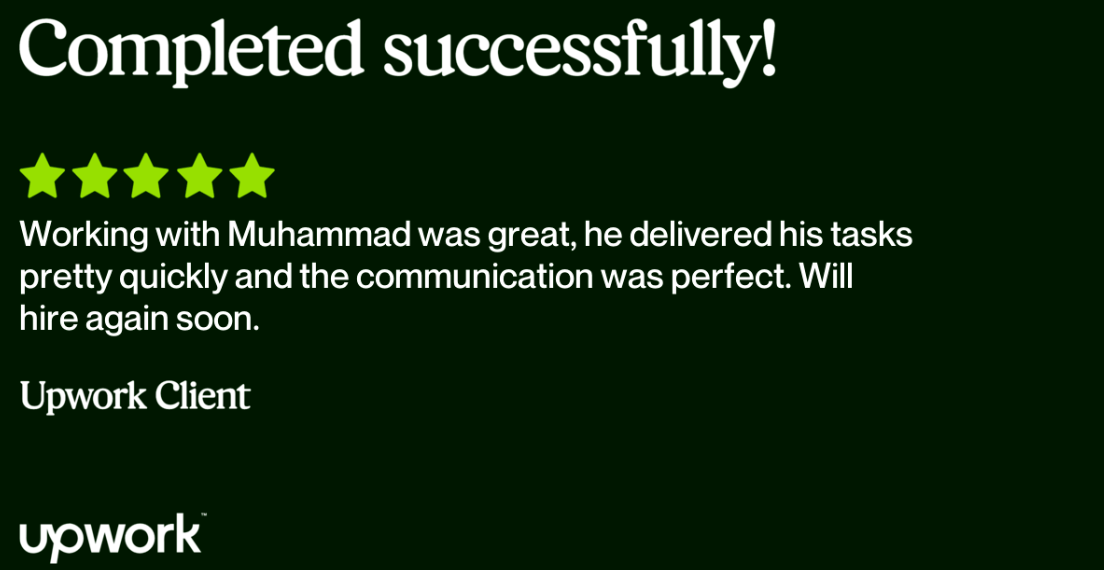 Completed successfully!
Working with Muhammad was great, he delivered his tasks
pretty quickly and the communication was perfect. Will
hire again soon.
Upwork Client
upwork™